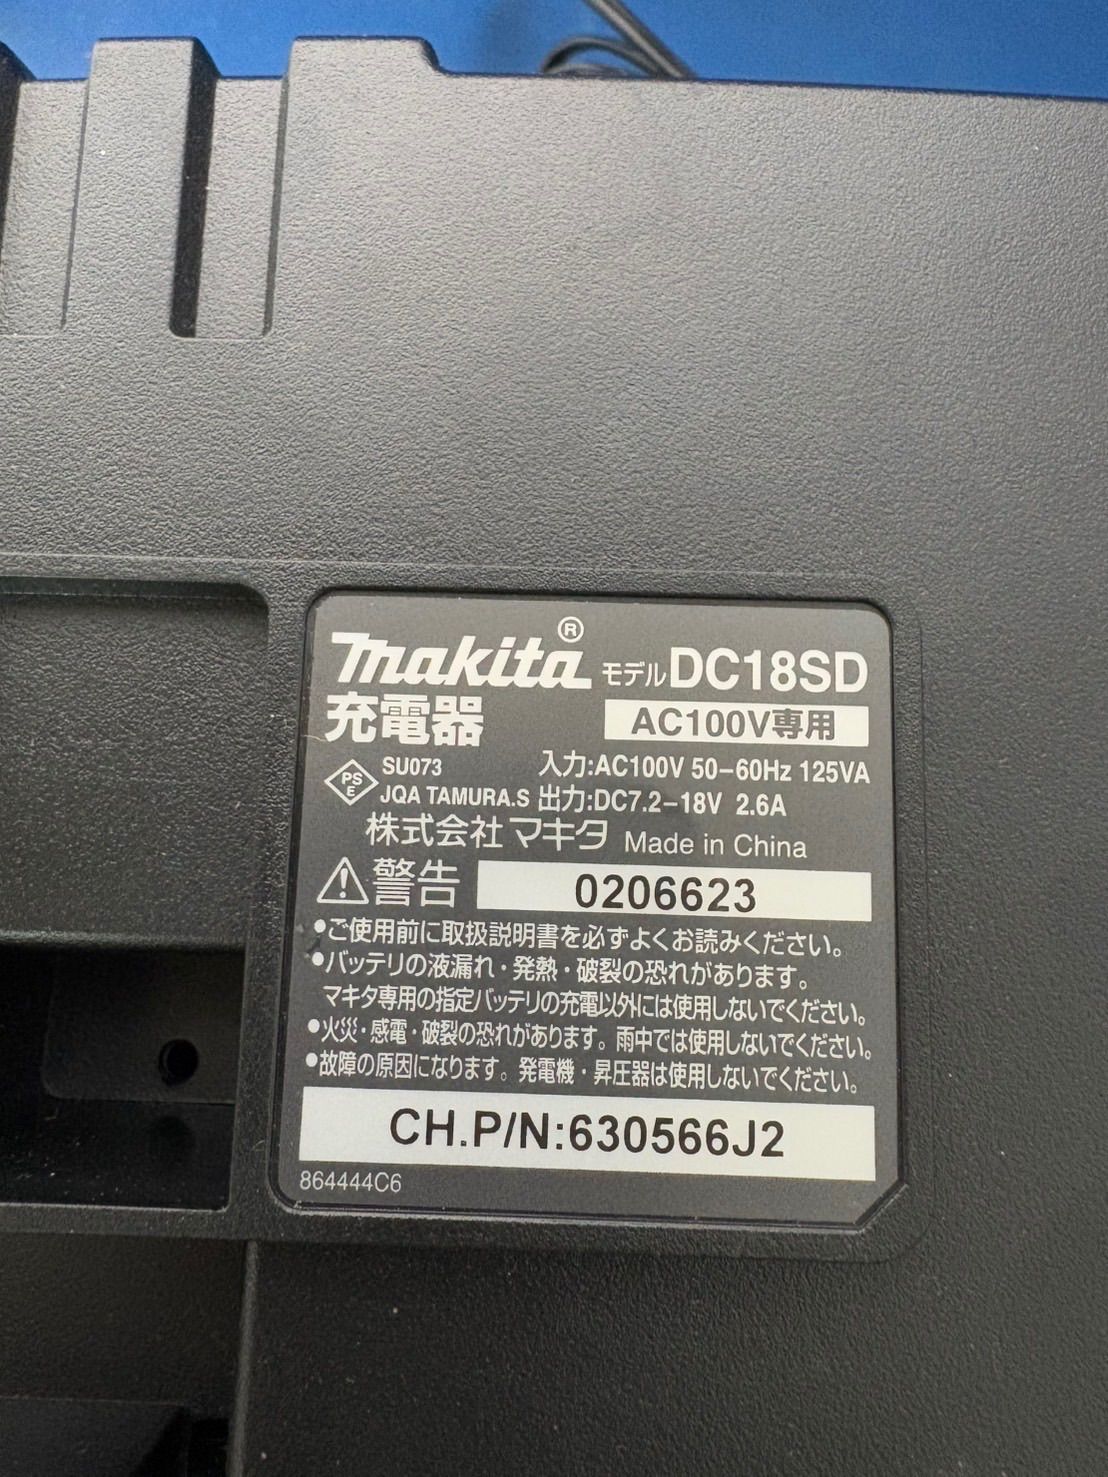 makita® モデルDC18SD
充電器 AC100V専用
PS
E
SU073 入力:AC100V 50-60Hz 125VA
JQA TAMURA.S 出力:DC7.2-18V 2.6A
株式会社マキタ Made in China
警告 0206623
•ご使用前に取扱説明書を必ずよくお読みください。
•バッテリの液漏れ・発熱・破裂の恐れがあります。
マキタ専用の指定バッテリの充電以外には使用しないでください。
•火災・感電・破裂の恐れがあります。雨中では使用しないでください。
•故障の原因になります。発電機・昇圧器は使用しないでください。
CH.P/N:630566J2
864444C6